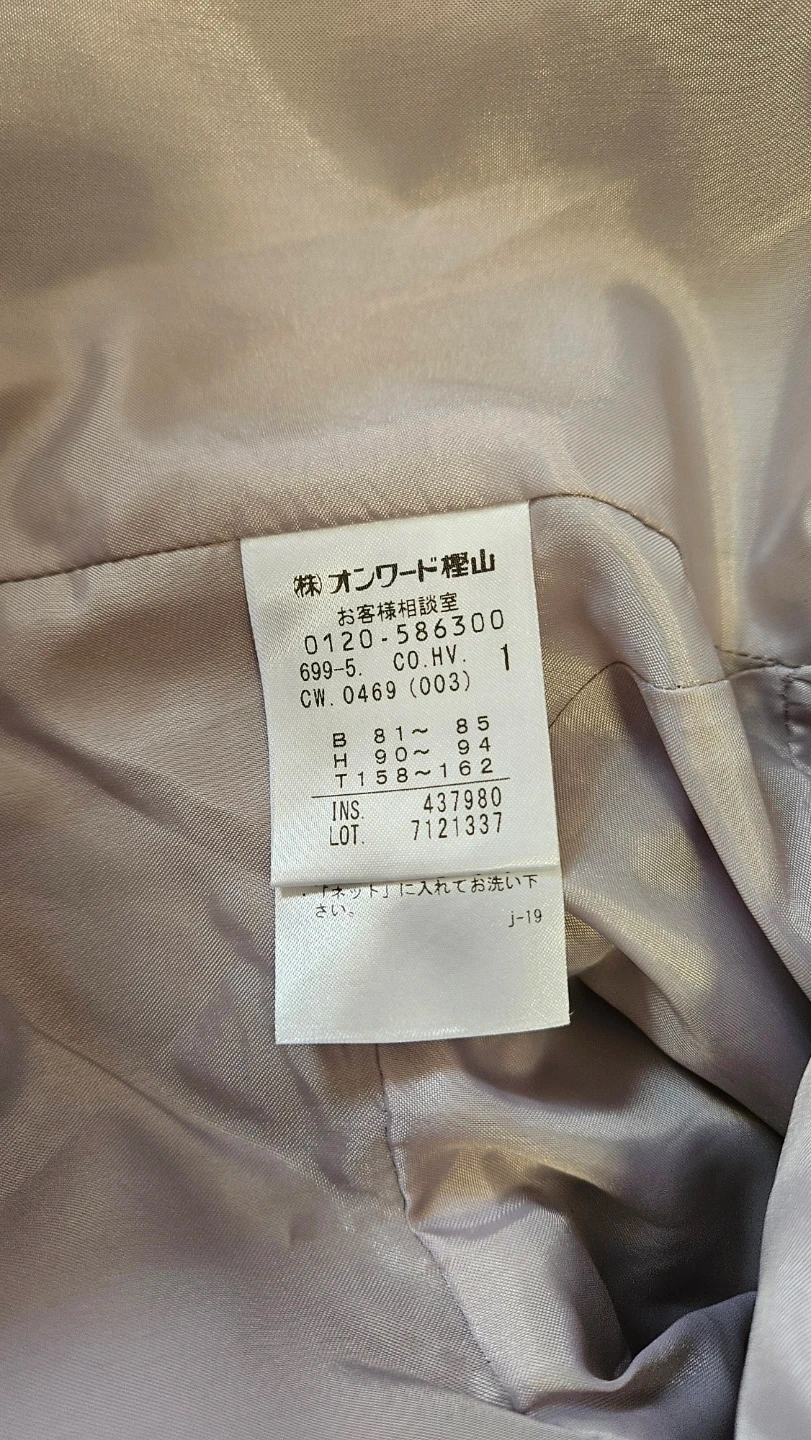 (株)オンワード樫山
お客様相談室
0120-586300
699-5. CO.HV. 1
CW.0469(003)
B 81〜 85
H 90〜 94
T158〜162
INS. 437980
LOT. 7121337
・「ネット」に入れてお洗い下
さい。
j-19